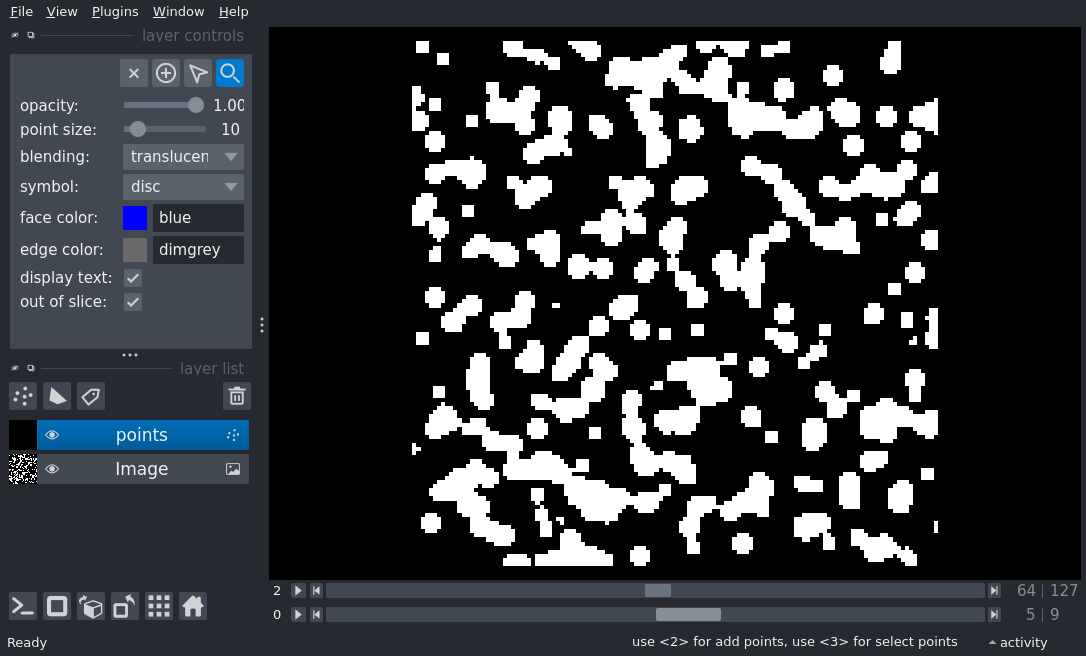 File View Plugins Window Help
layer controls
opacity: 1.00
point size: 10
blending: translucen
symbol: disc
face color: blue
edge color: dimgrey
display text:
out of slice:
layer list
points
Image
2 64 | 127
0 5 | 9
Ready use <2> for add points, use <3> for select points activity